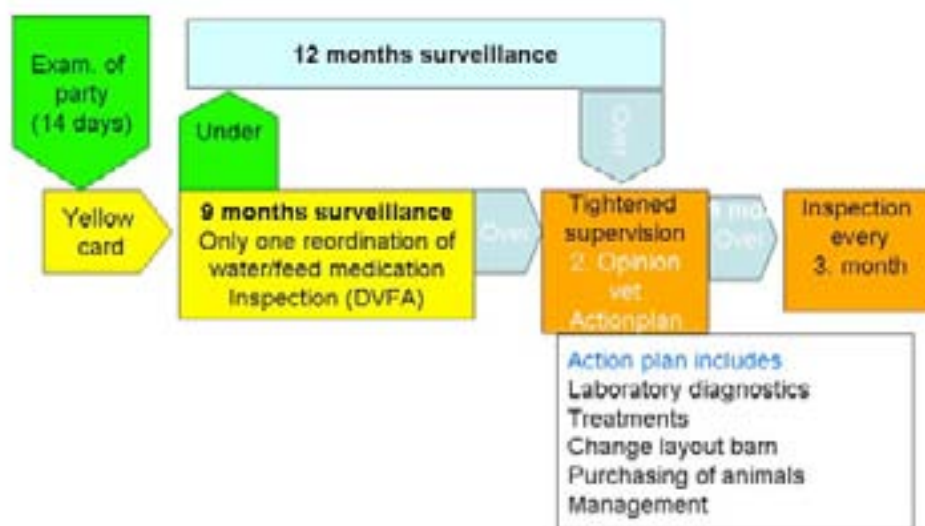 Exam. of
party
(14 days)
12 months surveillance
Under
Over
Yellow
card
9 months surveillance
Only one reordination of
water/feed medication
Inspection (DVFA)
Over
Tightened
supervision
2. Opinion
vet
Actionplan
Over
Inspection
every
3. month
Action plan includes
Laboratory diagnostics
Treatments
Change layout barn
Purchasing of animals
Management